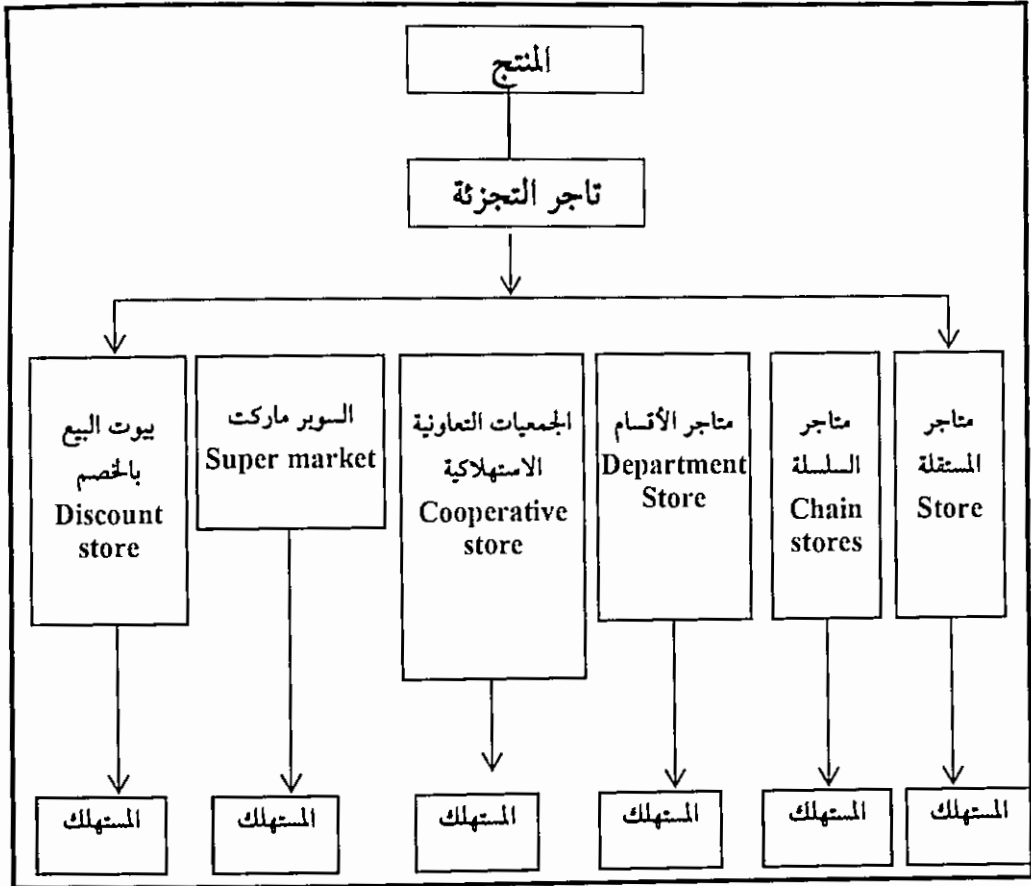 المنتج
تاجر التجزئة
متاجر
المستقلة
Store
متاجر
السلسلة
Chain
stores
متاجر الأقسام
Department
Store
الجمعيات التعاونية
الاستهلاكية
Cooperative
store
السوبر ماركت
Super market
بيوت البيع
بالخصم
Discount
store
المستهلك
المستهلك
المستهلك
المستهلك
المستهلك
المستهلك